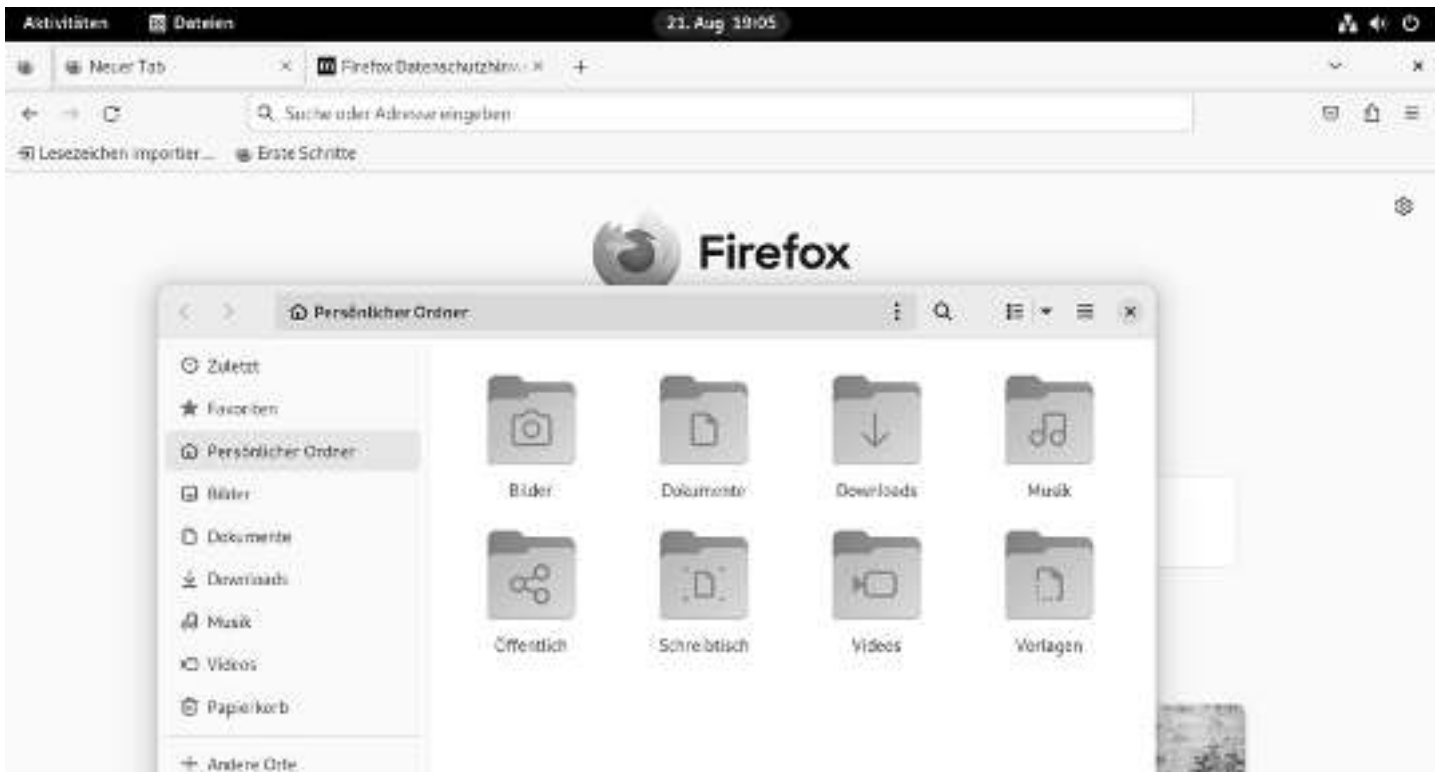 Aktivitäten Dateien 21. Aug 19:05
Neuer Tab Firefox Datenschutzhinw
Suche oder Adresse eingeben
Lesezeichen importier... Erste Schritte
Firefox
Persönlicher Ordner
Zuletzt
Favoriten
Persönlicher Ordner
Bilder
Dokumente
Downloads
Musik
Videos
Papierkorb
Andere Orte
Bilder Dokumente Downloads Musik
Öffentlich Schreibtisch Videos Vorlagen